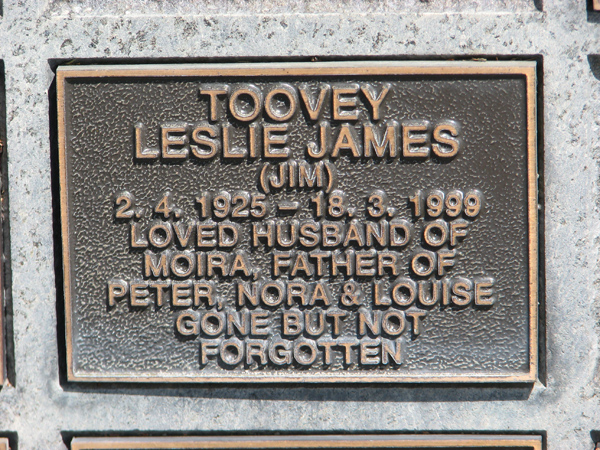 TOOVEY
LESLIE JAMES
(JIM)
2. 4. 1925 – 18. 3. 1999
LOVED HUSBAND OF
MOIRA, FATHER OF
PETER, NORA & LOUISE
GONE BUT NOT
FORGOTTEN